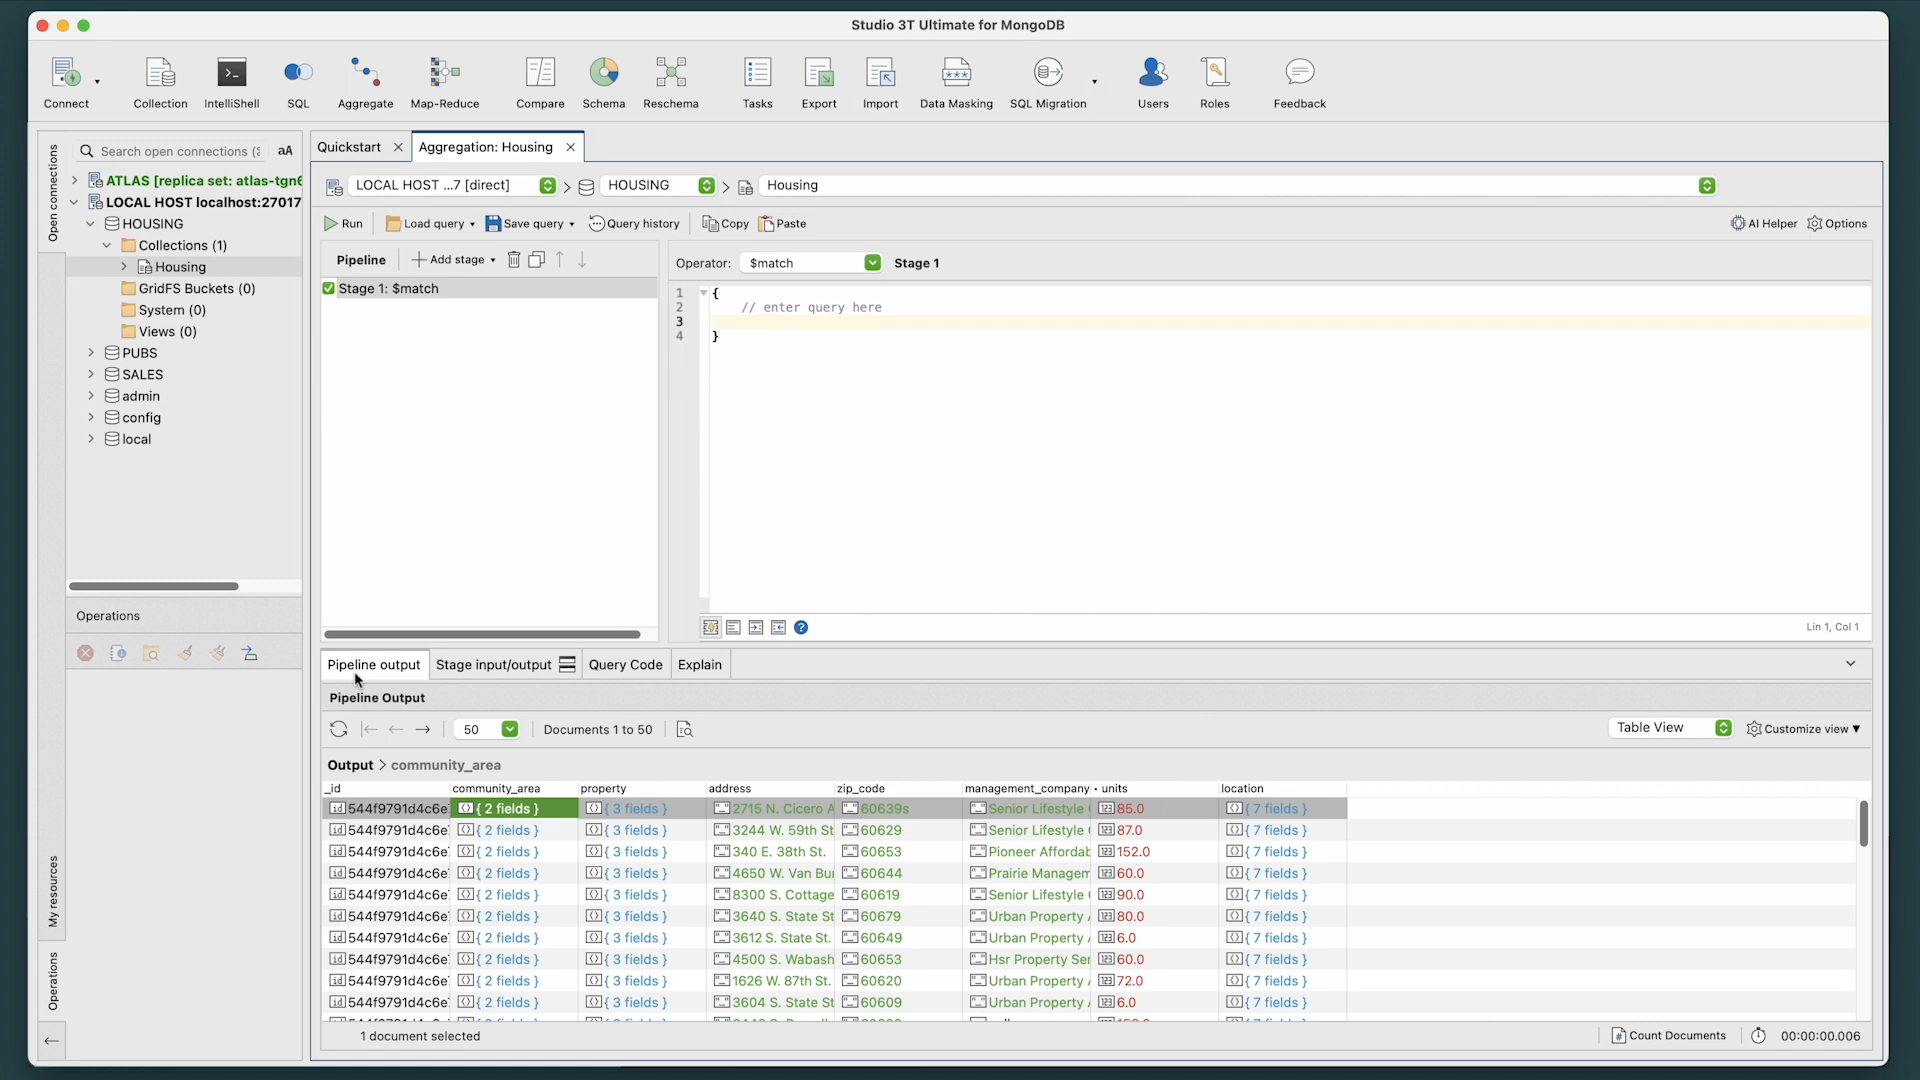 Studio 3T Ultimate for MongoDB
Connect
Collection
IntelliShell
SQL
Aggregate
Map-Reduce
Compare
Schema
Reschema
Tasks
Export
Import
Data Masking
SQL Migration
Users
Roles
Feedback
Open connections
My resources
Operations
Search open connections (
aA
ATLAS [replica set: atlas-tgn6
LOCAL HOST localhost:27017
HOUSING
Collections (1)
Housing
GridFS Buckets (0)
System (0)
Views (0)
PUBS
SALES
admin
config
local
Operations
Quickstart
Aggregation: Housing
LOCAL HOST ...7 [direct] > HOUSING > Housing
Run Load query Save query Query history Copy Paste AI Helper Options
Pipeline Add stage
Stage 1: $match
Operator: $match Stage 1
1 {
2 // enter query here
3
4 }
Lin 1, Col 1
Pipeline output Stage input/output Query Code Explain
Pipeline Output
50 Documents 1 to 50 Table View Customize view
Output > community_area
_id community_area property address zip_code management_company units location
544f9791d4c6e { 2 fields } { 3 fields } 2715 N. Cicero A 60639s Senior Lifestyle 85.0 { 7 fields }
544f9791d4c6e { 2 fields } { 3 fields } 3244 W. 59th St 60629 Senior Lifestyle 87.0 { 7 fields }
544f9791d4c6e { 2 fields } { 3 fields } 340 E. 38th St. 60653 Pioneer Affordab 152.0 { 7 fields }
544f9791d4c6e { 2 fields } { 3 fields } 4650 W. Van Bu 60644 Prairie Managem 60.0 { 7 fields }
544f9791d4c6e { 2 fields } { 3 fields } 8300 S. Cottage 60619 Senior Lifestyle 90.0 { 7 fields }
544f9791d4c6e { 2 fields } { 3 fields } 3640 S. State St 60679 Urban Property 80.0 { 7 fields }
544f9791d4c6e { 2 fields } { 3 fields } 3612 S. State St. 60649 Urban Property 6.0 { 7 fields }
544f9791d4c6e { 2 fields } { 3 fields } 4500 S. Wabash 60653 Hsr Property Ser 60.0 { 7 fields }
544f9791d4c6e { 2 fields } { 3 fields } 1626 W. 87th St. 60620 Urban Property 72.0 { 7 fields }
544f9791d4c6e { 2 fields } { 3 fields } 3604 S. State St 60609 Urban Property 6.0 { 7 fields }
1 document selected
Count Documents
00:00:00.006